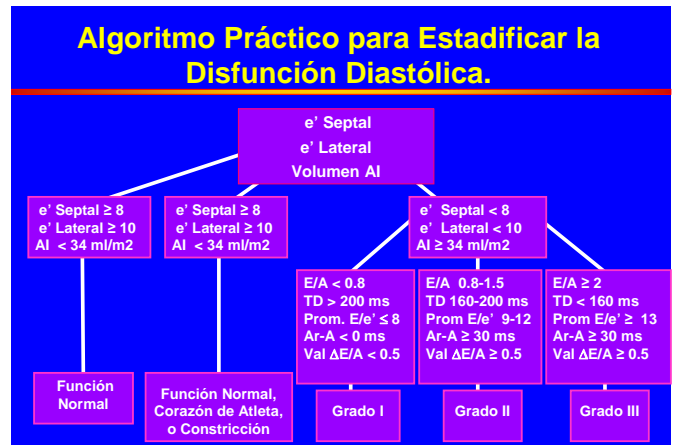 Algoritmo Práctico para Estadificar la
Disfunción Diastólica.
e' Septal
e' Lateral
Volumen AI
e' Septal ≥ 8
e' Lateral ≥ 10
AI < 34 ml/m2
e' Septal ≥ 8
e' Lateral ≥ 10
AI < 34 ml/m2
e' Septal < 8
e' Lateral < 10
AI ≥ 34 ml/m2
E/A < 0.8
TD > 200 ms
Prom. E/e' ≤ 8
Ar-A < 0 ms
Val ΔE/A < 0.5
E/A 0.8-1.5
TD 160-200 ms
Prom E/e' 9-12
Ar-A ≥ 30 ms
Val ΔE/A ≥ 0.5
E/A ≥ 2
TD < 160 ms
Prom E/e' ≥ 13
Ar-A ≥ 30 ms
Val ΔE/A ≥ 0.5
Función
Normal
Función Normal,
Corazón de Atleta,
o Constricción
Grado I
Grado II
Grado III